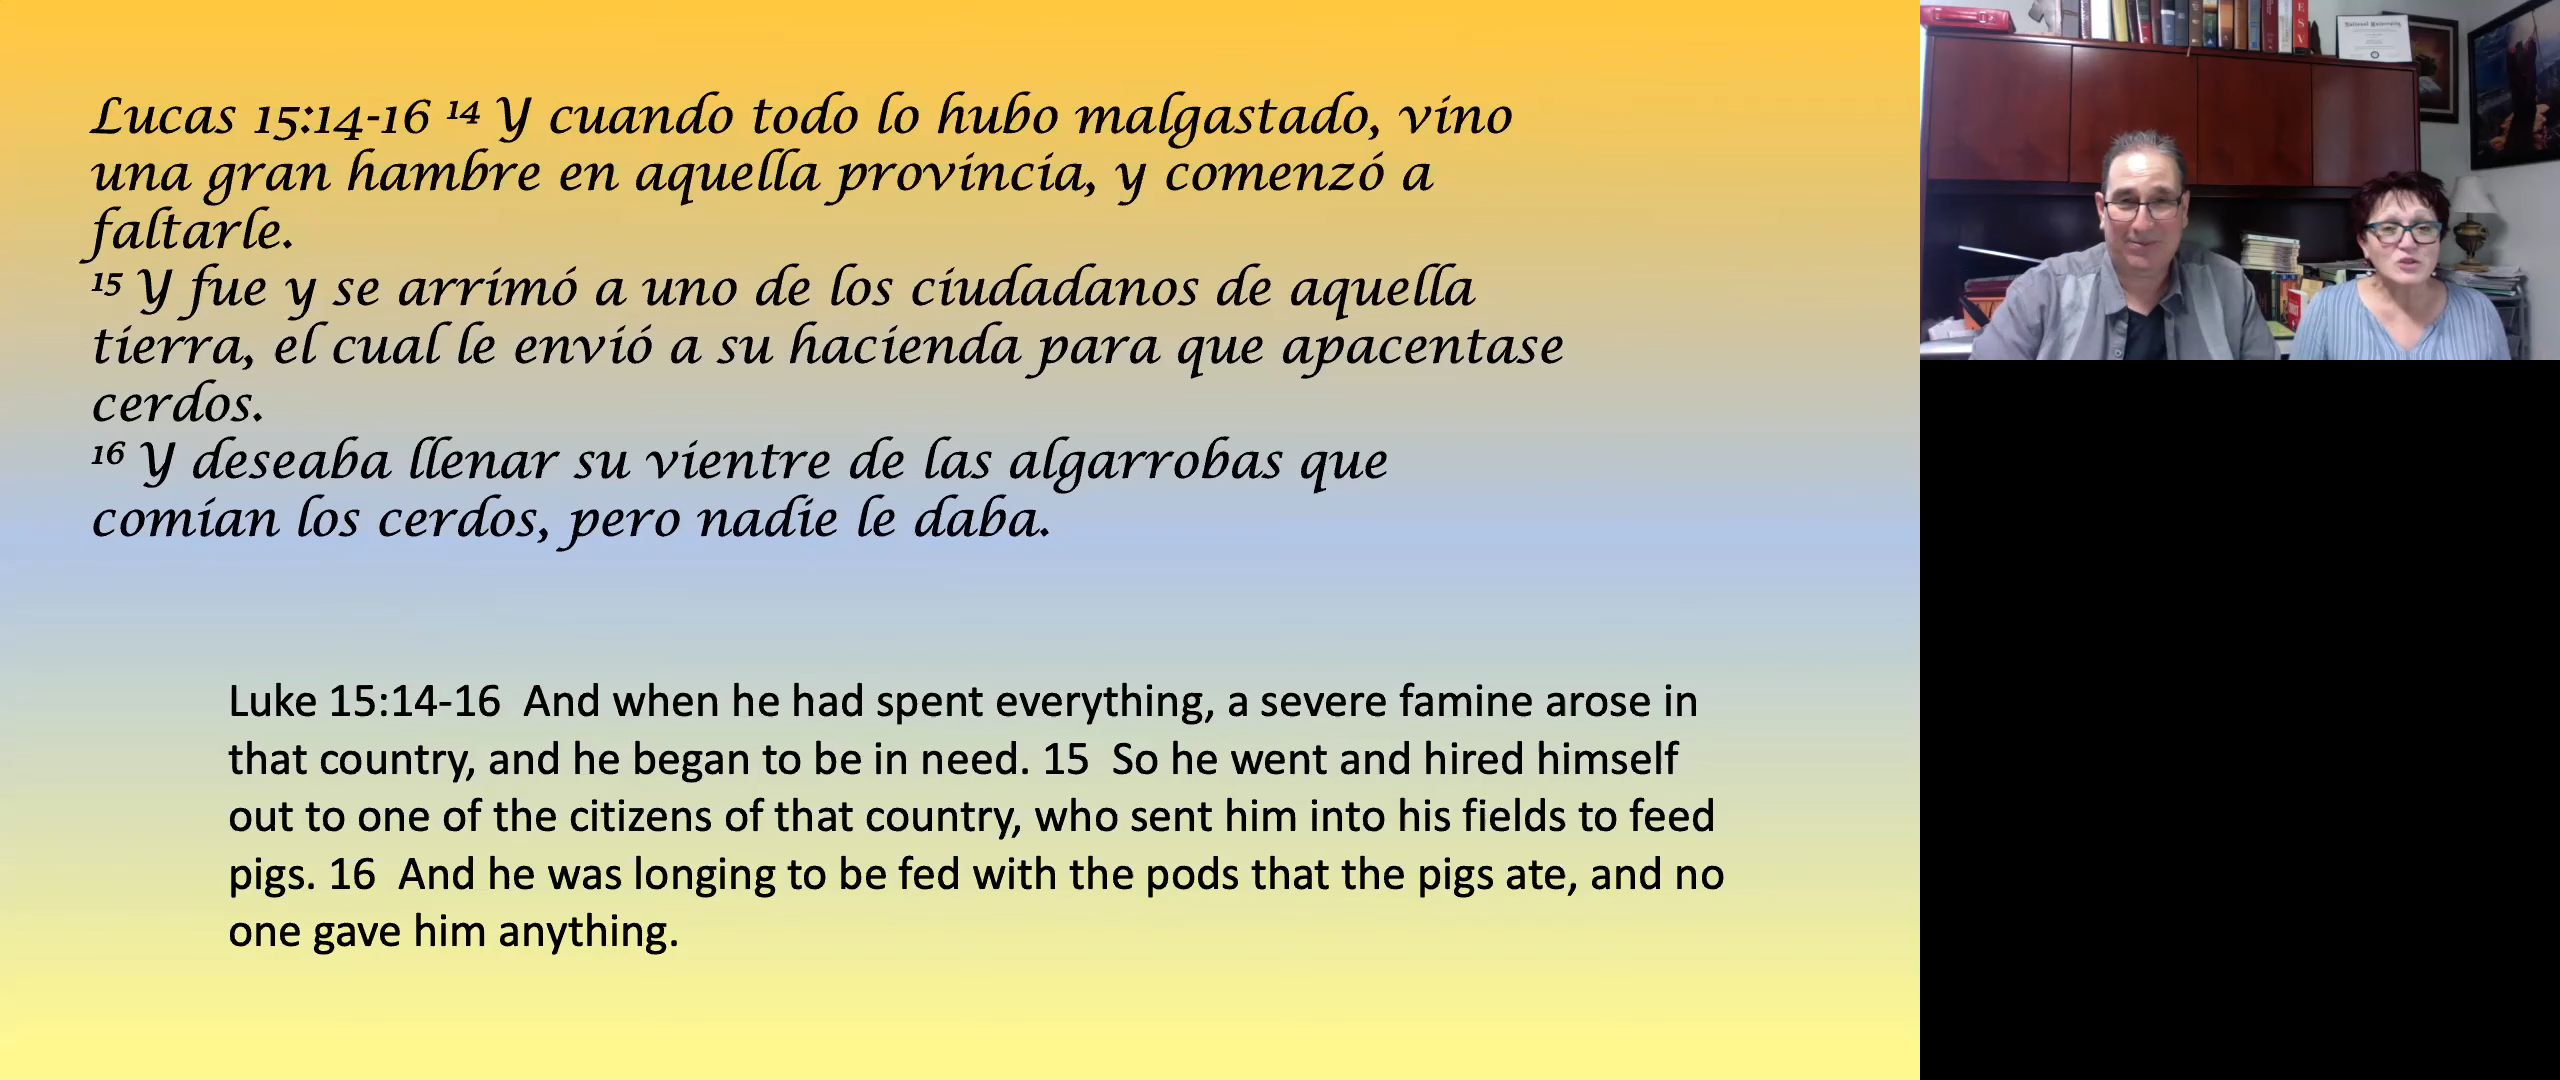 Lucas 15:14-16 ¹⁴ Y cuando todo lo hubo malgastado, vino
una gran hambre en aquella provincia, y comenzó a
faltarle.
¹⁵ Y fue y se arrimó a uno de los ciudadanos de aquella
tierra, el cual le envió a su hacienda para que apacentase
cerdos.
¹⁶ Y deseaba llenar su vientre de las algarrobas que
comían los cerdos, pero nadie le daba.
Luke 15:14-16  And when he had spent everything, a severe famine arose in
that country, and he began to be in need. 15  So he went and hired himself
out to one of the citizens of that country, who sent him into his fields to feed
pigs. 16  And he was longing to be fed with the pods that the pigs ate, and no
one gave him anything.